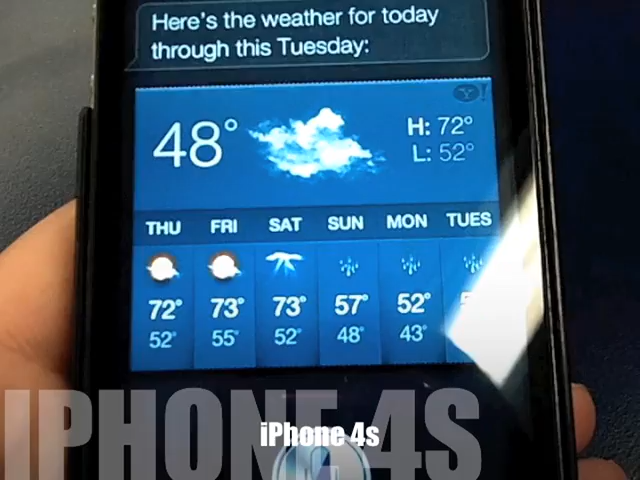 Here's the weather for today
through this Tuesday:
Y!
48°
H: 72°
L: 52°
THU FRI SAT SUN MON TUES
72° 73° 73° 57° 52°
52° 55° 52° 48° 43°
IPHONE 4S
iPhone 4s